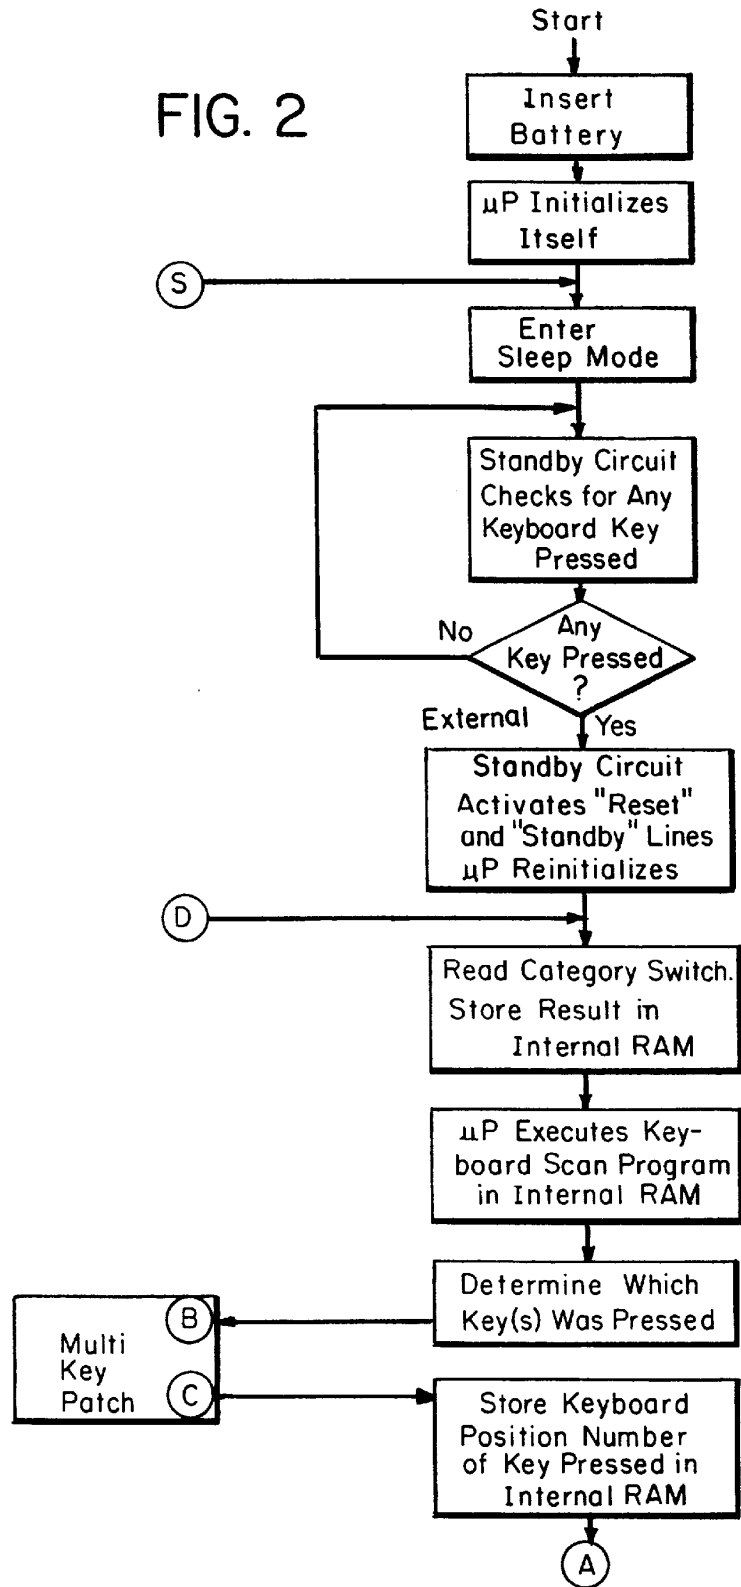 Start
FIG. 2
Insert
Battery
µP Initializes
Itself
S
Enter
Sleep Mode
Standby Circuit
Checks for Any
Keyboard Key
Pressed
No
Any
Key Pressed
?
External
Yes
Standby Circuit
Activates "Reset"
and "Standby" Lines
µP Reinitializes
D
Read Category Switch.
Store Result in
Internal RAM
µP Executes Key-
board Scan Program
in Internal RAM
Determine Which
Key(s) Was Pressed
B
Multi
Key
Patch
C
Store Keyboard
Position Number
of Key Pressed in
Internal RAM
A